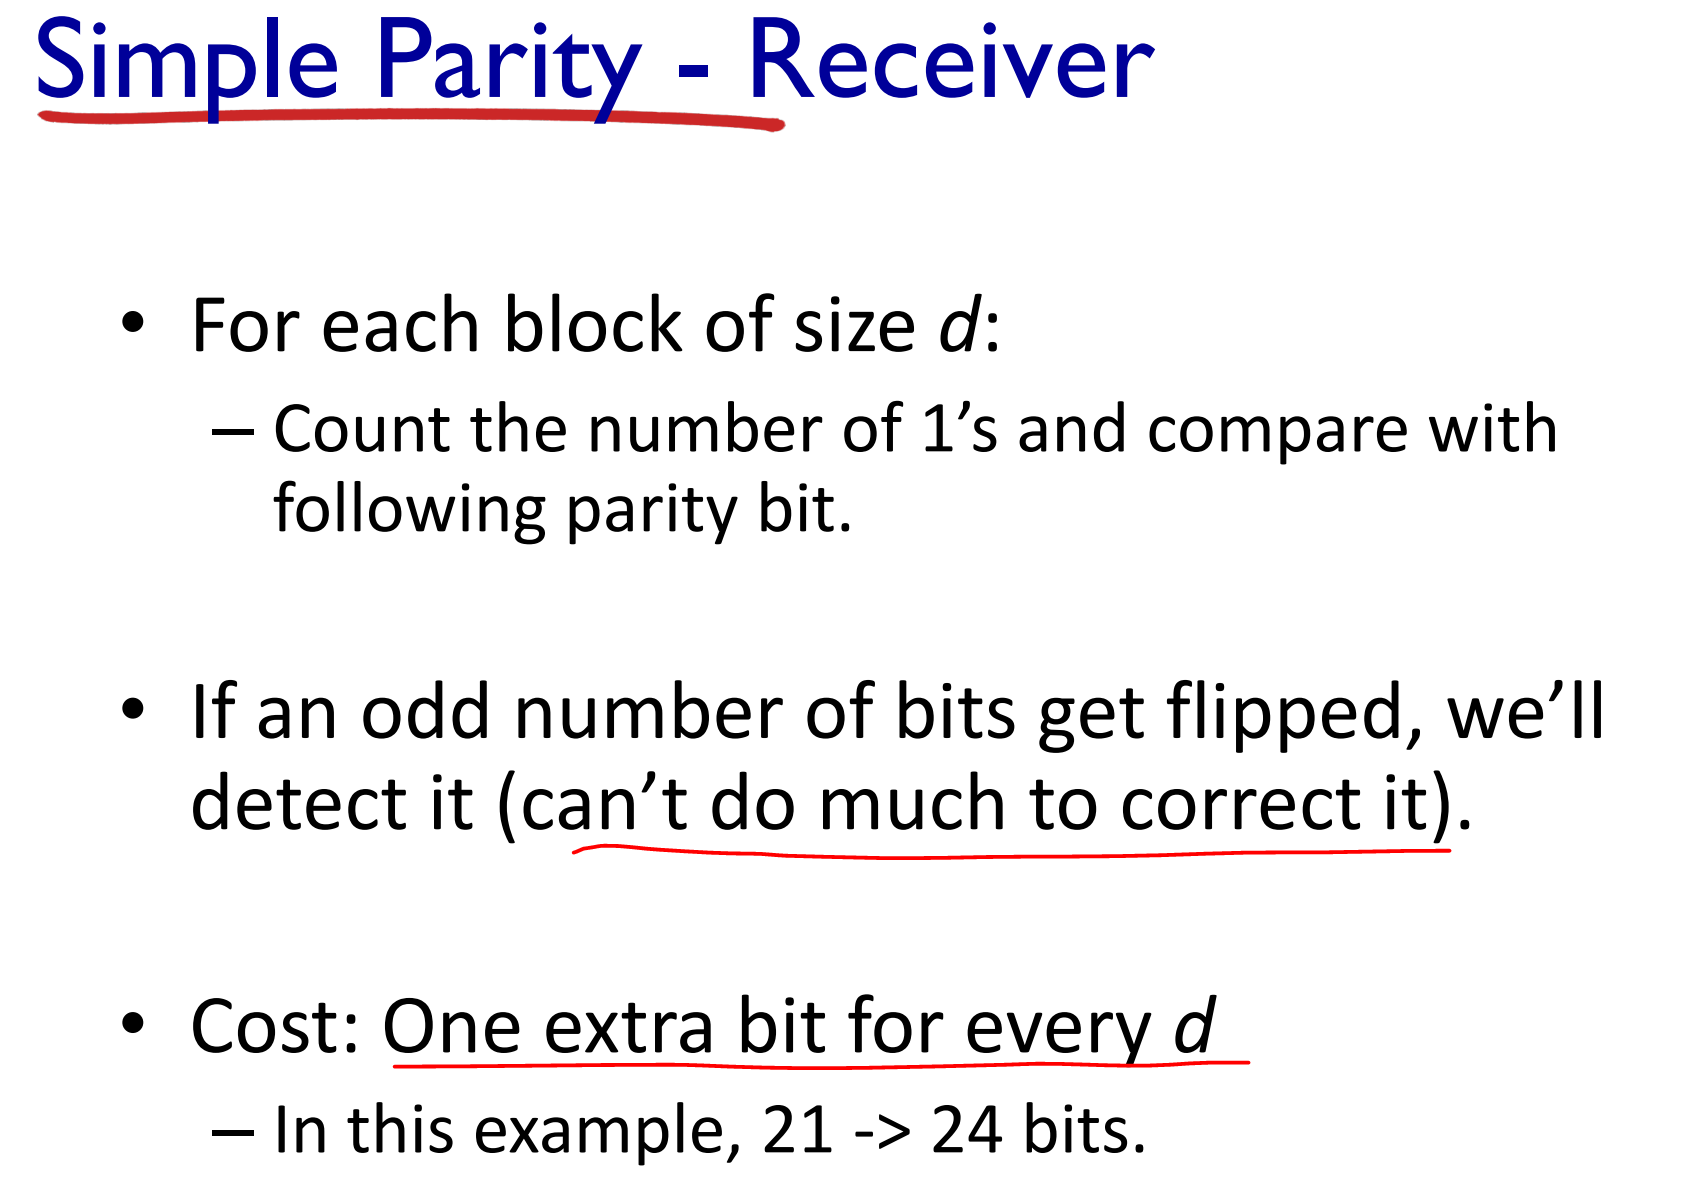 Simple Parity - Receiver
• For each block of size d:
– Count the number of 1’s and compare with
following parity bit.
• If an odd number of bits get flipped, we’ll
detect it (can’t do much to correct it).
• Cost: One extra bit for every d
– In this example, 21 -> 24 bits.